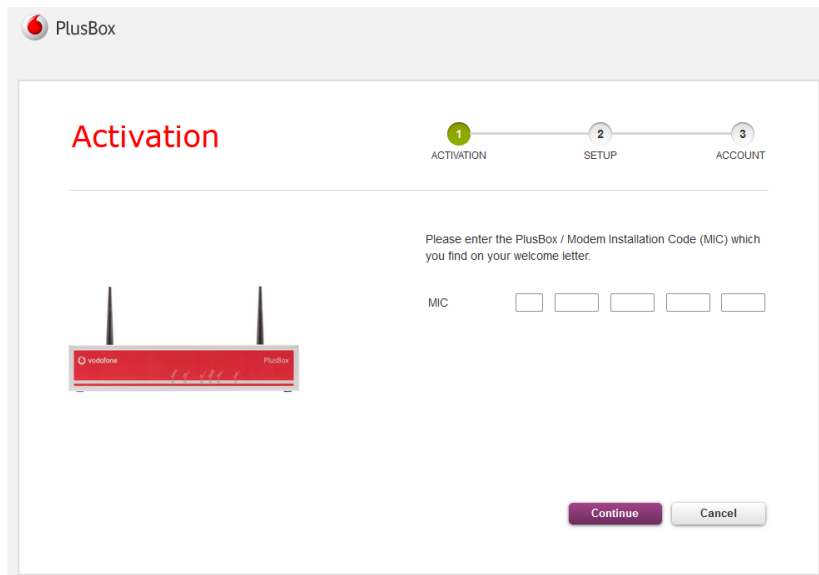 PlusBox
Activation
1
2
3
ACTIVATION
SETUP
ACCOUNT
Please enter the PlusBox / Modem Installation Code (MIC) which
you find on your welcome letter.
MIC
vodafone
PlusBox
Continue
Cancel